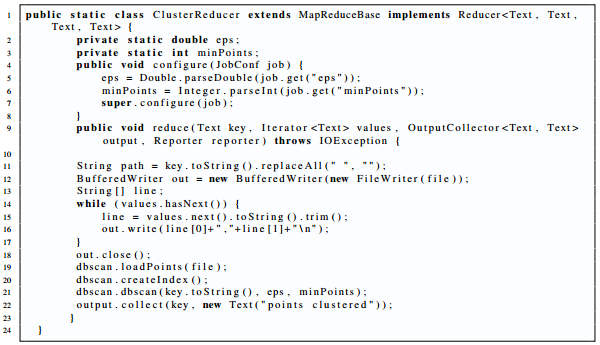 1 public static class ClusterReducer extends MapReduceBase implements Reducer<Text, Text,
Text, Text> {
2 private static double eps;
3 private static int minPoints;
4 public void configure(JobConf job) {
5 eps = Double.parseDouble(job.get("eps"));
6 minPoints = Integer.parseInt(job.get("minPoints"));
7 super.configure(job);
8 }
9 public void reduce(Text key, Iterator<Text> values, OutputCollector<Text, Text>
output, Reporter reporter) throws IOException {
10
11 String path = key.toString().replaceAll(" ", "");
12 BufferedWriter out = new BufferedWriter(new FileWriter(file));
13 String[] line;
14 while (values.hasNext()) {
15 line = values.next().toString().trim();
16 out.write(line[0]+","+line[1]+"\n");
17 }
18 out.close();
19 dbscan.loadPoints(file);
20 dbscan.createIndex();
21 dbscan.dbscan(key.toString(), eps, minPoints);
22 output.collect(key, new Text("points clustered"));
23 }
24 }